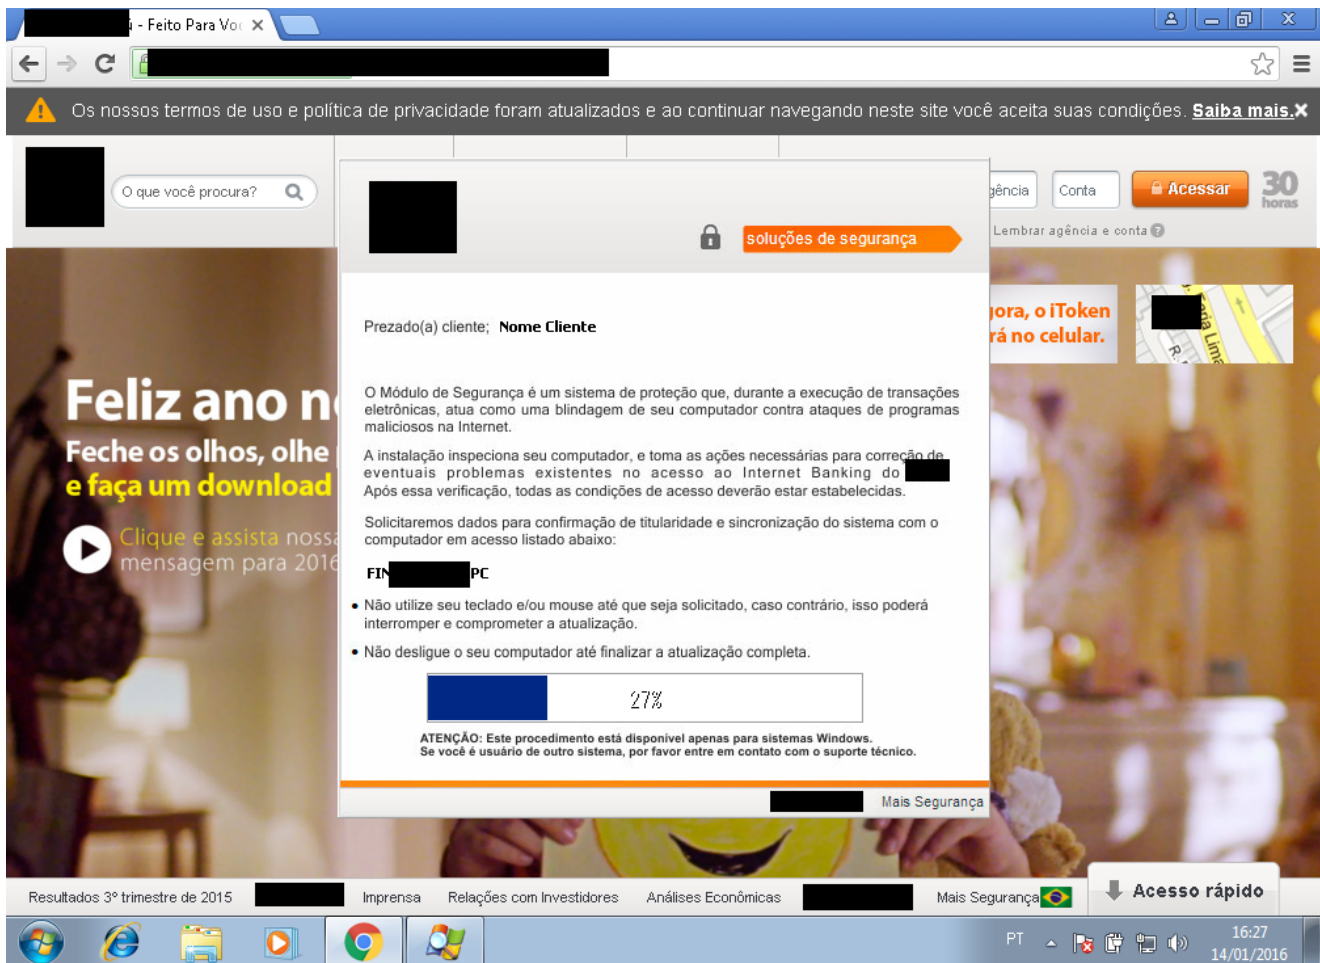 - Feito Para Voc
Os nossos termos de uso e política de privacidade foram atualizados e ao continuar navegando neste site você aceita suas condições. Saiba mais.
O que você procura?
gência
Conta
Acessar
30
horas
Lembrar agência e conta
soluções de segurança
Prezado(a) cliente; Nome Cliente
O Módulo de Segurança é um sistema de proteção que, durante a execução de transações
eletrônicas, atua como uma blindagem de seu computador contra ataques de programas
maliciosos na Internet.
A instalação inspeciona seu computador, e toma as ações necessárias para correção de
eventuais problemas existentes no acesso ao Internet Banking do
Após essa verificação, todas as condições de acesso deverão estar estabelecidas.
Solicitaremos dados para confirmação de titularidade e sincronização do sistema com o
computador em acesso listado abaixo:
FIN PC
• Não utilize seu teclado e/ou mouse até que seja solicitado, caso contrário, isso poderá
interromper e comprometer a atualização.
• Não desligue o seu computador até finalizar a atualização completa.
27%
ATENÇÃO: Este procedimento está disponivel apenas para sistemas Windows.
Se você é usuário de outro sistema, por favor entre em contato com o suporte técnico.
Mais Segurança
Feliz ano n
Feche os olhos, olhe
e faça um download
Clique e assista nossa
mensagem para 2016
jora, o iToken
rá no celular.
Faria Lima
R.
Resultados 3º trimestre de 2015
Imprensa
Relações com Investidores
Análises Econômicas
Mais Segurança
Acesso rápido
PT
16:27
14/01/2016